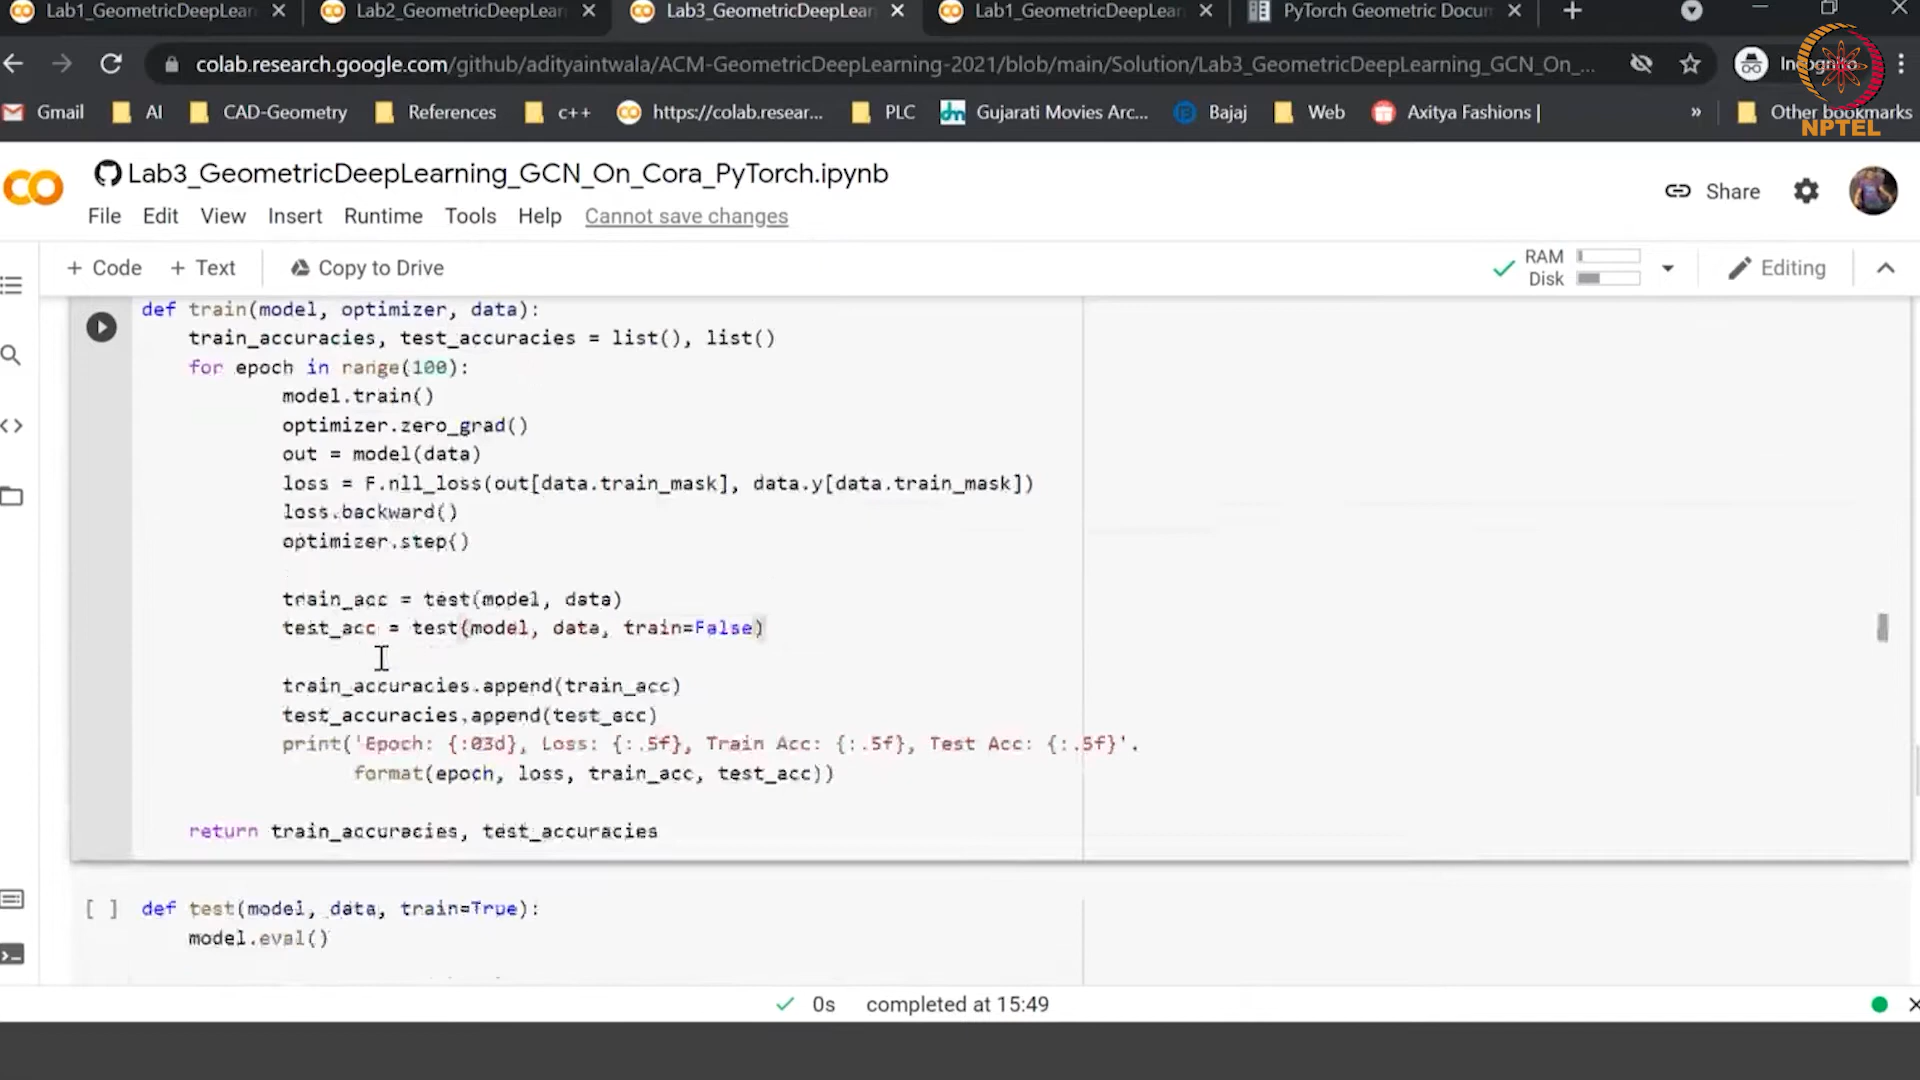 Lab1_GeometricDeepLear
Lab2_GeometricDeepLear
Lab3_GeometricDeepLear
Lab1_GeometricDeepLear
PyTorch Geometric Docum
colab.research.google.com/github/adityaintwala/ACM-GeometricDeepLearning-2021/blob/main/Solution/Lab3_GeometricDeepLearning_GCN_On_...
NPTEL
Gmail
AI
CAD-Geometry
References
c++
https://colab.resear...
PLC
Gujarati Movies Arc...
Bajaj
Web
Axitya Fashions |
»
Other bookmarks
Lab3_GeometricDeepLearning_GCN_On_Cora_PyTorch.ipynb
Share
File Edit View Insert Runtime Tools Help Cannot save changes
+ Code + Text Copy to Drive
RAM
Disk
Editing
def train(model, optimizer, data):
train_accuracies, test_accuracies = list(), list()
for epoch in range(100):
model.train()
optimizer.zero_grad()
out = model(data)
loss = F.nll_loss(out[data.train_mask], data.y[data.train_mask])
loss.backward()
optimizer.step()
train_acc = test(model, data)
test_acc = test(model, data, train=False)
train_accuracies.append(train_acc)
test_accuracies.append(test_acc)
print('Epoch: {:03d}, Loss: {:.5f}, Train Acc: {:.5f}, Test Acc: {:.5f}'.
format(epoch, loss, train_acc, test_acc))
return train_accuracies, test_accuracies
[ ] def test(model, data, train=True):
model.eval()
0s completed at 15:49